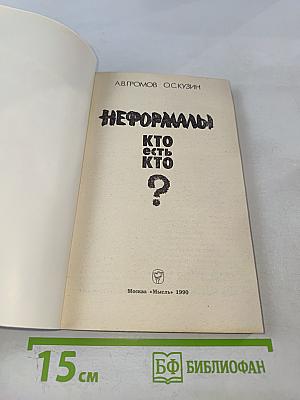 А.В.ГРОМОВ О.С.КУЗИН
НЕФОРМАЛЫ
КТО
есть
КТО
?
Москва «Мысль» 1990
15 см
БФ БИБЛИОФАН